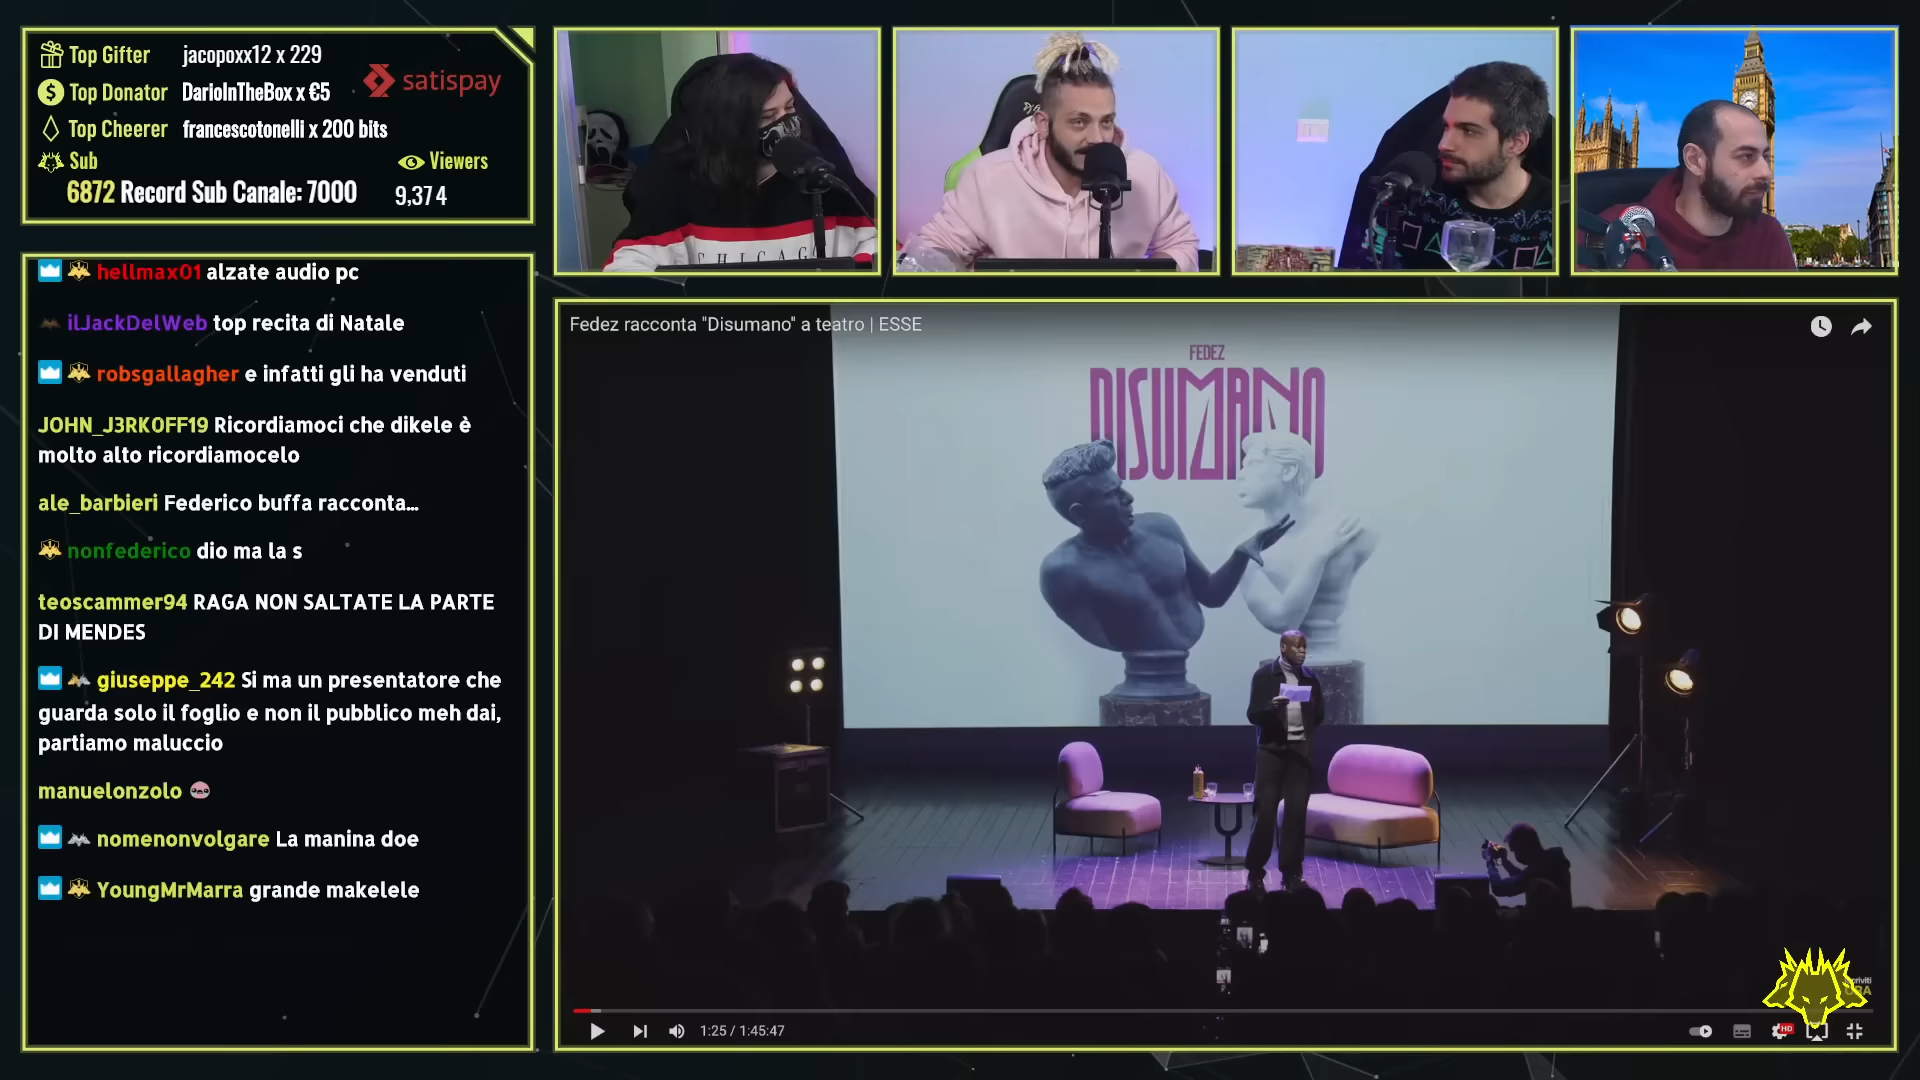 Top Gifter jacopoxx12 x 229
Top Donator DarioInTheBox x €5
satispay
Top Cheerer francescotonelli x 200 bits
Sub
Viewers
6872 Record Sub Canale: 7000
9,374
hellmax01 alzate audio pc
ilJackDelWeb top recita di Natale
robsgallagher e infatti gli ha venduti
JOHN_J3RKOFF19 Ricordiamoci che dikele è
molto alto ricordiamocelo
ale_barbieri Federico buffa racconta...
nonfederico dio ma la s
teoscammer94 RAGA NON SALTATE LA PARTE
DI MENDES
giuseppe_242 Si ma un presentatore che
guarda solo il foglio e non il pubblico meh dai,
partiamo maluccio
manuelonzolo
nomenonvolgare La manina doe
YoungMrMarra grande makelele
CHICAGO
Fedez racconta "Disumano" a teatro | ESSE
FEDEZ
DISUMANO
1:25 / 1:45:47
HD